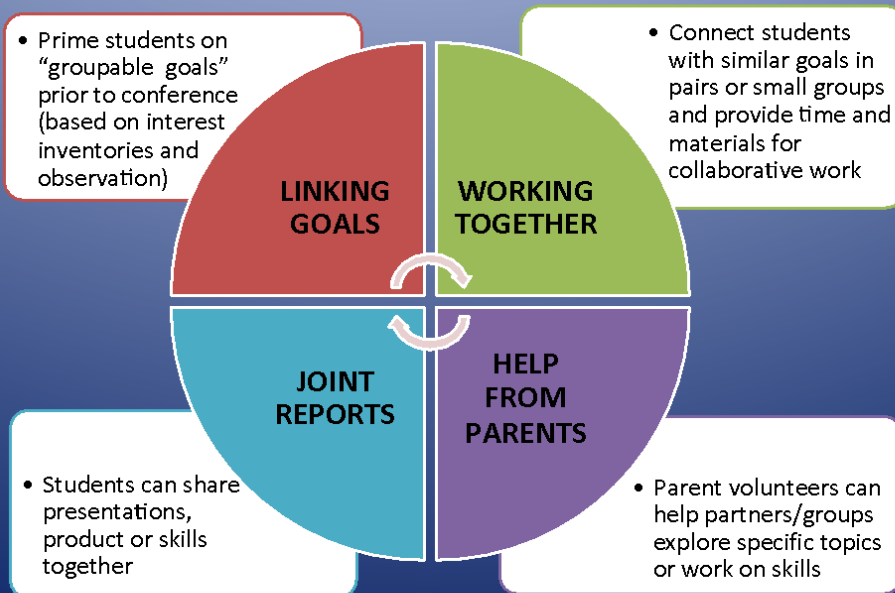 • Prime students on
"groupable goals"
prior to conference
(based on interest
inventories and
observation)
• Connect students
with similar goals in
pairs or small groups
and provide time and
materials for
collaborative work
LINKING
GOALS
WORKING
TOGETHER
JOINT
REPORTS
HELP
FROM
PARENTS
• Students can share
presentations,
product or skills
together
• Parent volunteers can
help partners/groups
explore specific topics
or work on skills